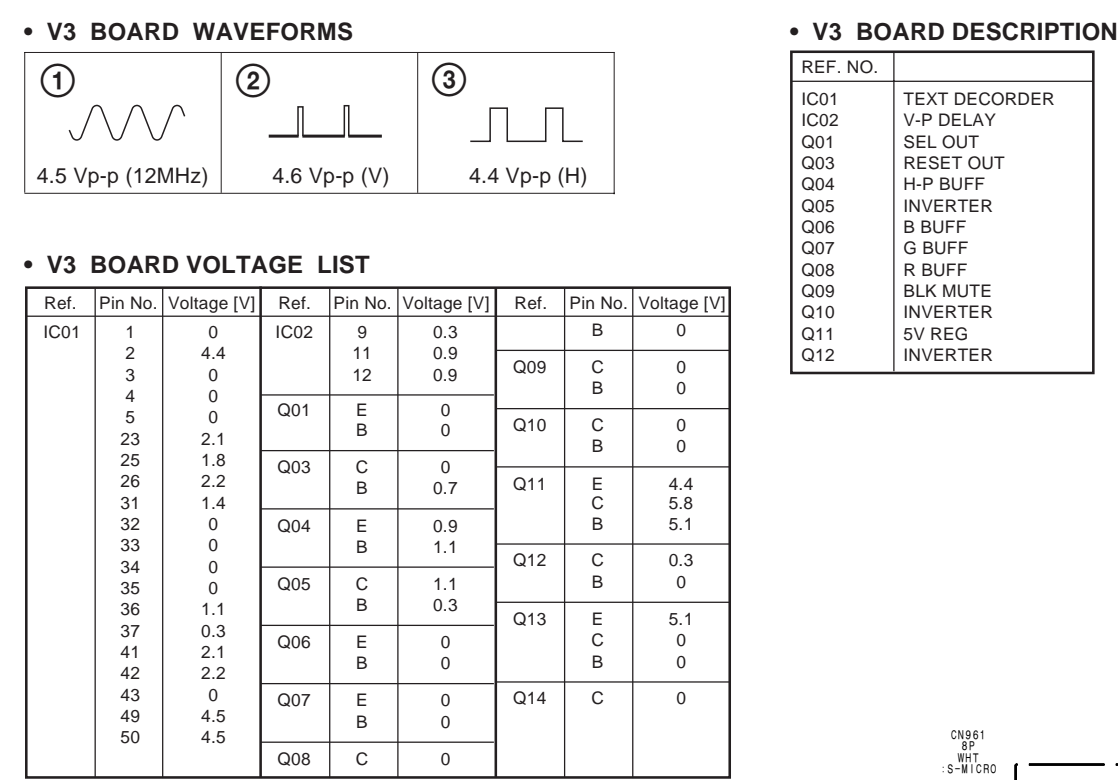 • V3 BOARD WAVEFORMS
1 2 3
4.5 Vp-p (12MHz) 4.6 Vp-p (V) 4.4 Vp-p (H)
• V3 BOARD VOLTAGE LIST
Ref. Pin No. Voltage [V]
IC01 1 0
2 4.4
3 0
4 0
5 0
23 2.1
25 1.8
26 2.2
31 1.4
32 0
33 0
34 0
35 0
36 1.1
37 0.3
41 2.1
42 2.2
43 0
49 4.5
50 4.5
Ref. Pin No. Voltage [V]
IC02 9 0.3
11 0.9
12 0.9
Q01 E 0
B 0
Q03 C 0
B 0.7
Q04 E 0.9
B 1.1
Q05 C 1.1
B 0.3
Q06 E 0
B 0
Q07 E 0
B 0
Q08 C 0
Ref. Pin No. Voltage [V]
B 0
Q09 C 0
B 0
Q10 C 0
B 0
Q11 E 4.4
C 5.8
B 5.1
Q12 C 0.3
B 0
Q13 E 5.1
C 0
B 0
Q14 C 0
• V3 BOARD DESCRIPTION
REF. NO.
IC01 TEXT DECORDER
IC02 V-P DELAY
Q01 SEL OUT
Q03 RESET OUT
Q04 H-P BUFF
Q05 INVERTER
Q06 B BUFF
Q07 G BUFF
Q08 R BUFF
Q09 BLK MUTE
Q10 INVERTER
Q11 5V REG
Q12 INVERTER
CN961
8P
WHT
:S-MICRO